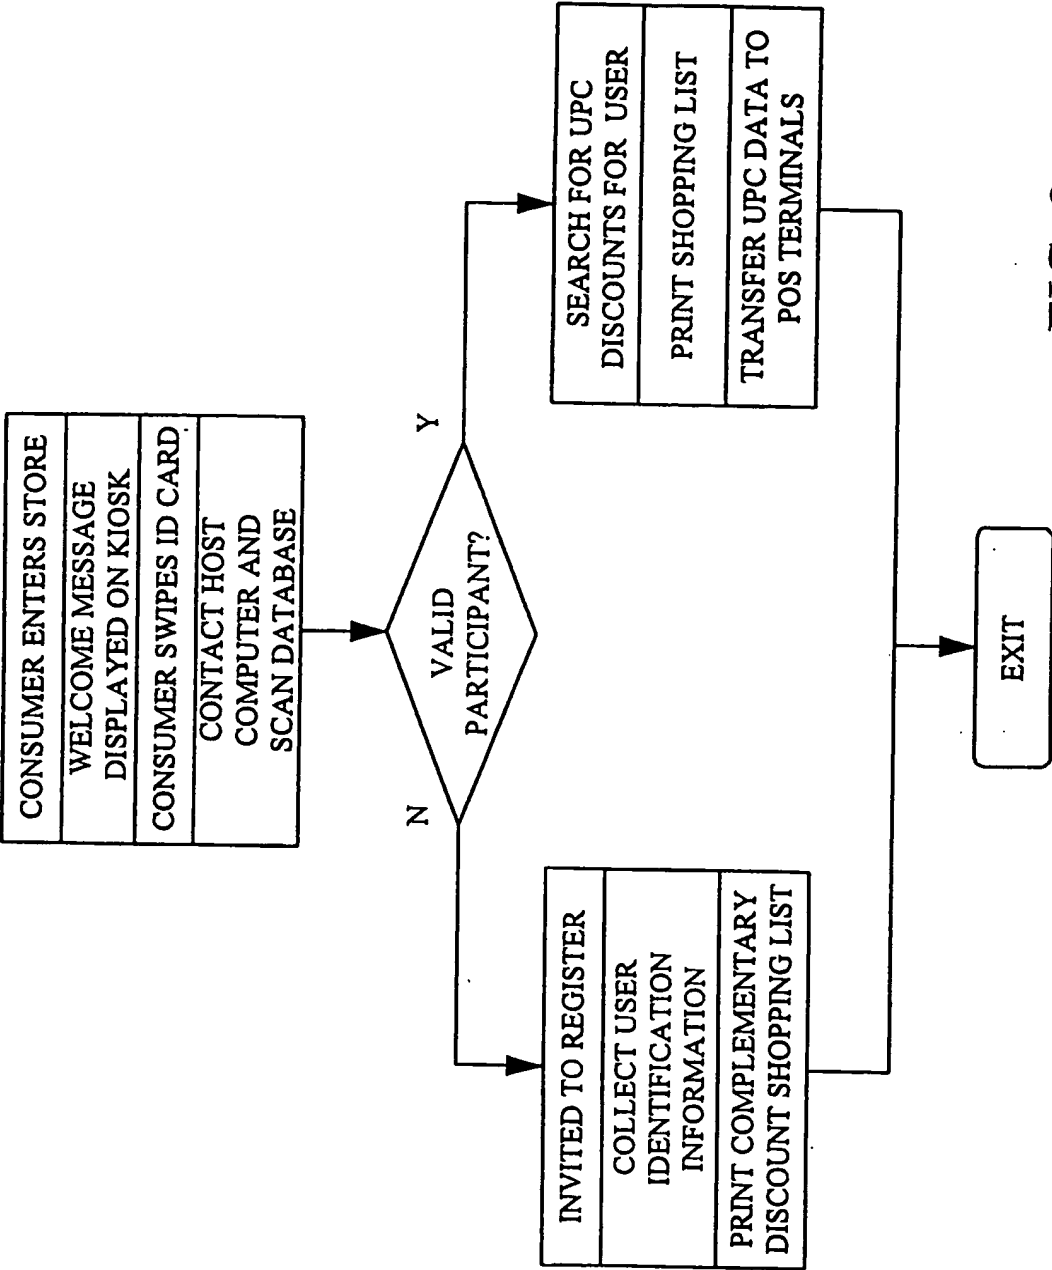 CONSUMER ENTERS STORE
WELCOME MESSAGE
DISPLAYED ON KIOSK
CONSUMER SWIPES ID CARD
CONTACT HOST
COMPUTER AND
SCAN DATABASE
VALID
PARTICIPANT?
N
Y
INVITED TO REGISTER
COLLECT USER
IDENTIFICATION
INFORMATION
PRINT COMPLEMENTARY
DISCOUNT SHOPPING LIST
SEARCH FOR UPC
DISCOUNTS FOR USER
PRINT SHOPPING LIST
TRANSFER UPC DATA TO
POS TERMINALS
EXIT